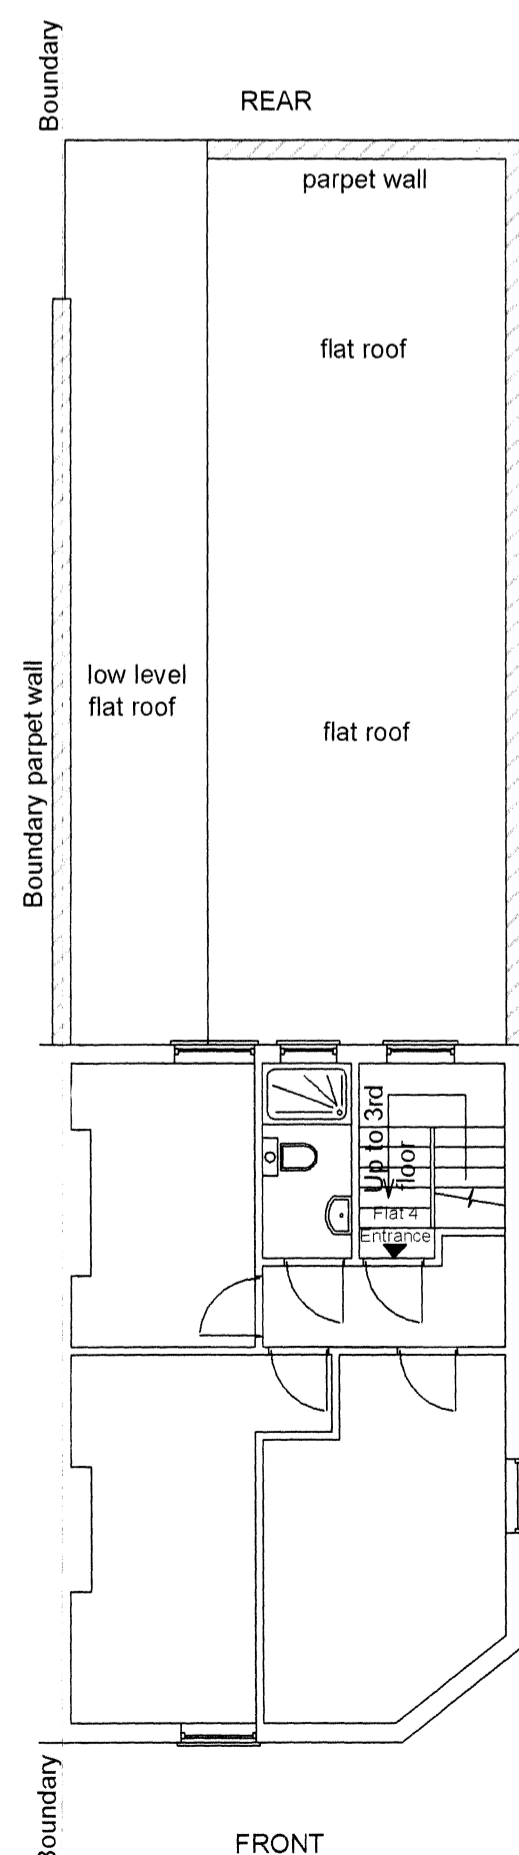 Boundary
REAR
parpet wall
flat roof
low level
flat roof
flat roof
Boundary parpet wall
Up to 3rd
floor
Flat 4
Entrance
Boundary
FRONT